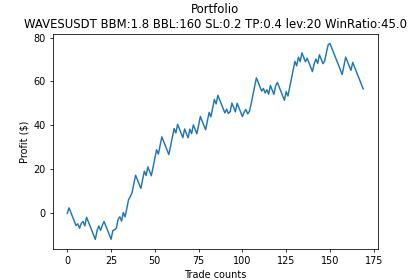 Portfolio
WAVESUSDT BBM:1.8 BBL:160 SL:0.2 TP:0.4 lev:20 WinRatio:45.0
80
60
40
20
0
Profit ($)
0 25 50 75 100 125 150 175
Trade counts